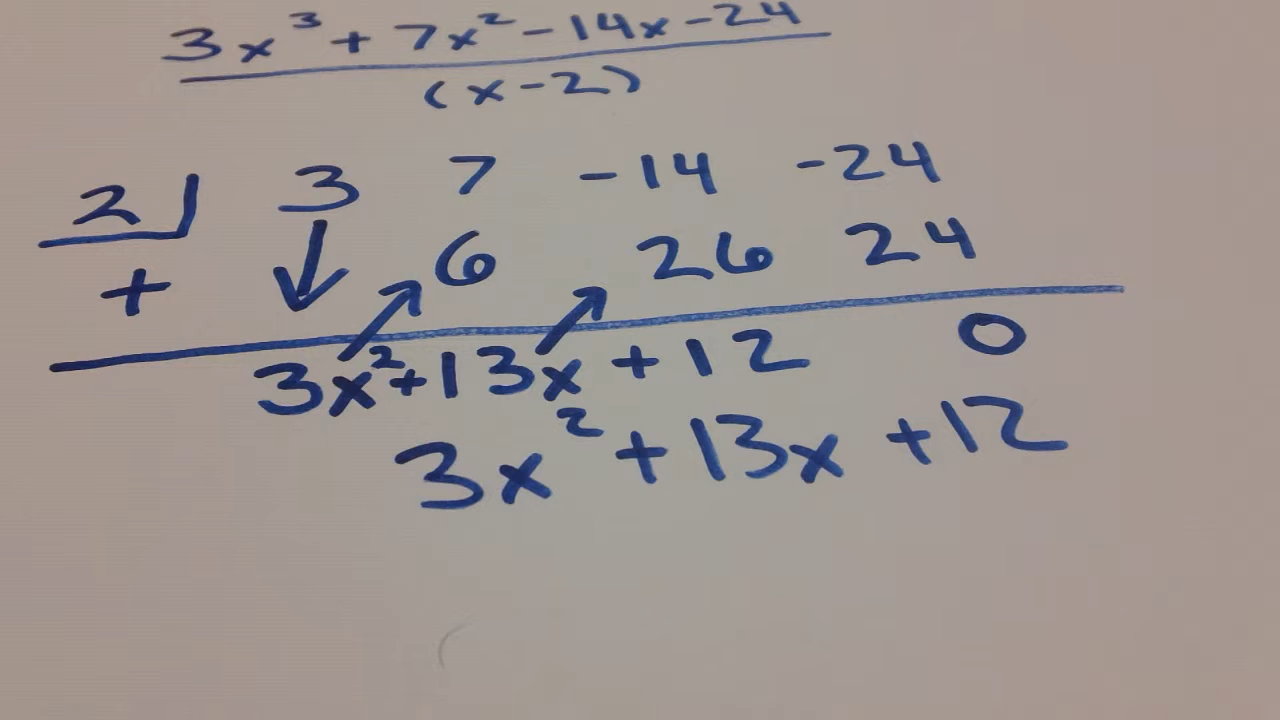 3x³ + 7x² - 14x - 24
(x - 2)
2 3 7 -14 -24
+ 6 26 24
3x² + 13x + 12 0
3x² + 13x + 12